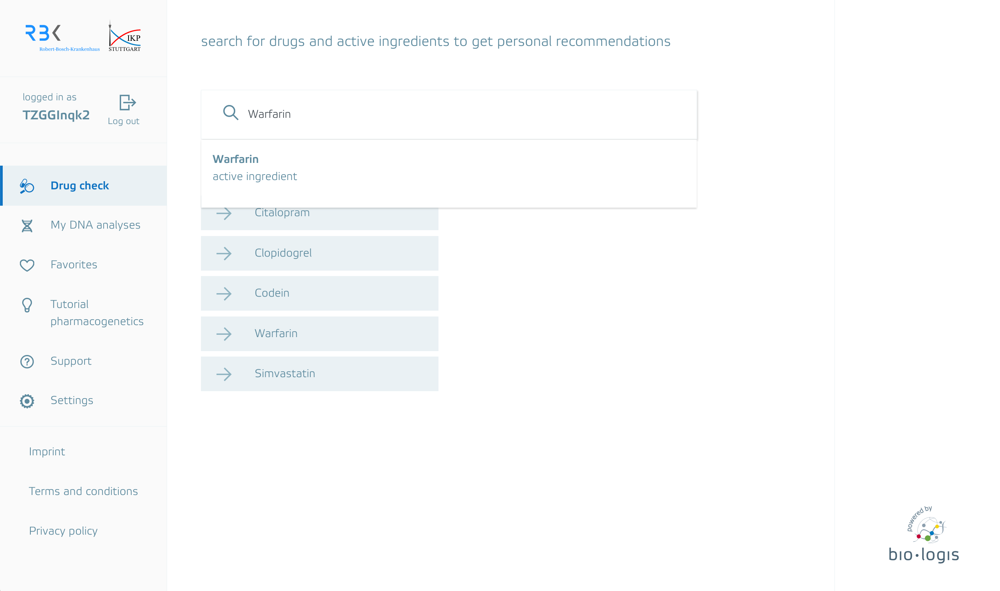 RBK
Robert-Bosch-Krankenhaus
IKP
STUTTGART
logged in as
TZGGInqk2
Log out
Drug check
My DNA analyses
Favorites
Tutorial
pharmacogenetics
Support
Settings
Imprint
Terms and conditions
Privacy policy
search for drugs and active ingredients to get personal recommendations
Warfarin
Warfarin
active ingredient
Citalopram
Clopidogrel
Codein
Warfarin
Simvastatin
powered by
bio•logis